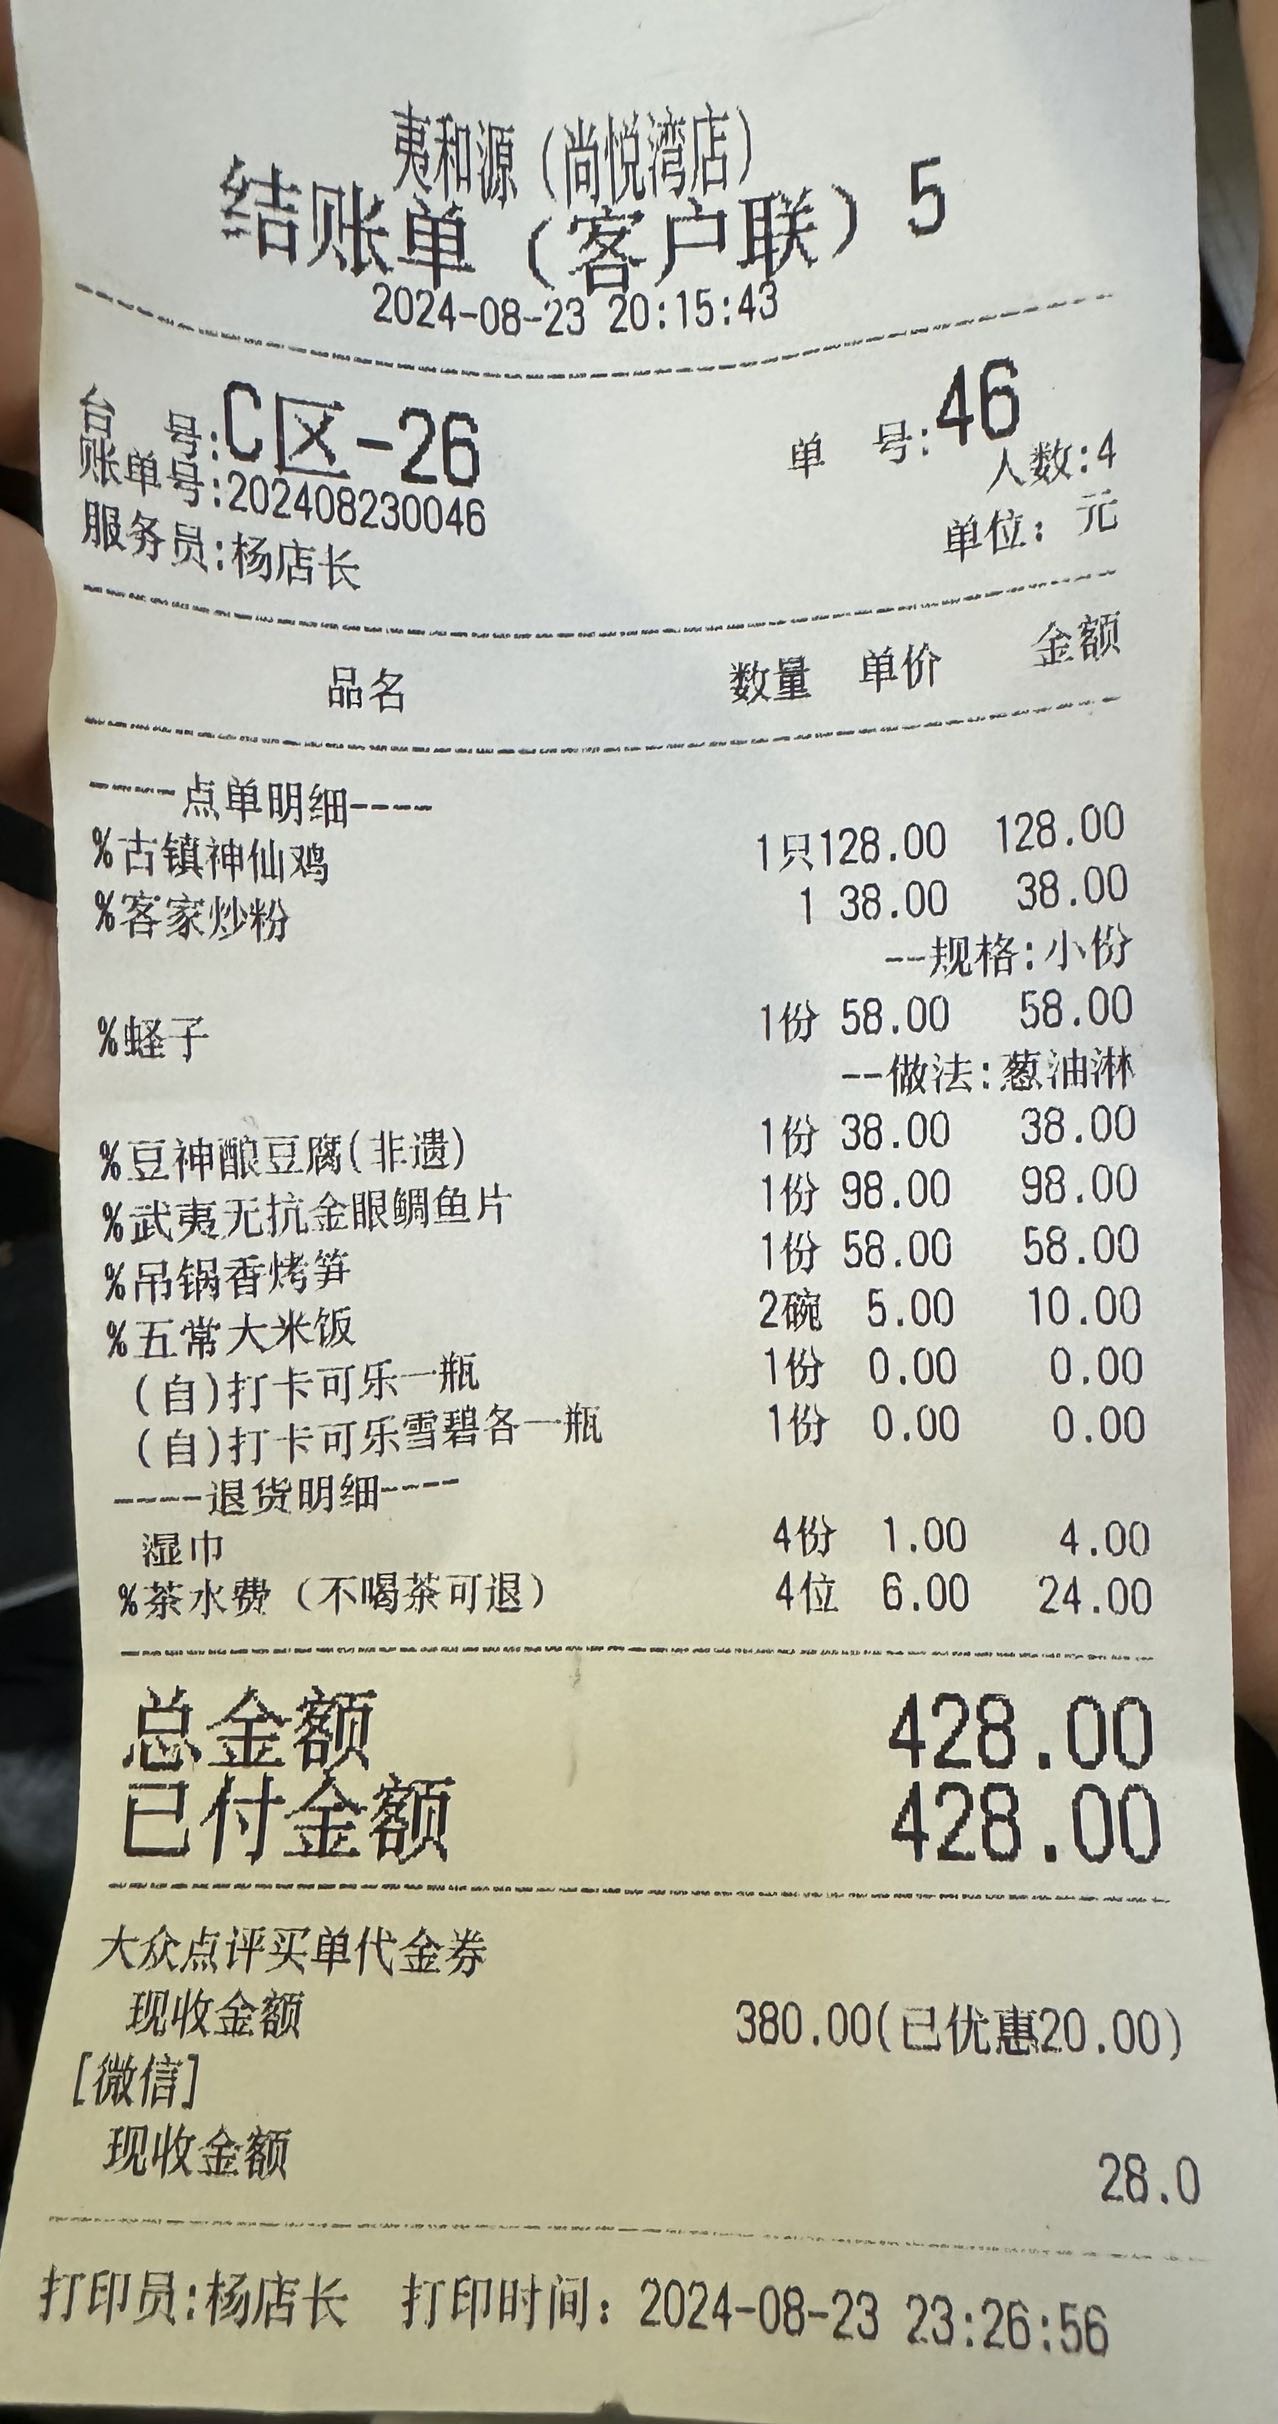 夷和源（尚悦湾店）
结账单（客户联）5
2024-08-23 20:15:43
台 号:C区-26 单 号:46
账单号:202408230046 人数:4
服务员:杨店长 单位：元
品名 数量 单价 金额
----点单明细----
%古镇神仙鸡 1只128.00 128.00
%客家炒粉 1 38.00 38.00
--规格:小份
%蛏子 1份 58.00 58.00
--做法:葱油淋
%豆神酿豆腐(非遗) 1份 38.00 38.00
%武夷无抗金眼鲷鱼片 1份 98.00 98.00
%吊锅香烤笋 1份 58.00 58.00
%五常大米饭 2碗 5.00 10.00
(自)打卡可乐一瓶 1份 0.00 0.00
(自)打卡可乐雪碧各一瓶 1份 0.00 0.00
----退货明细----
湿巾 4份 1.00 4.00
%茶水费（不喝茶可退） 4位 6.00 24.00
总金额 428.00
已付金额 428.00
大众点评买单代金券
现收金额 380.00(已优惠20.00)
[微信]
现收金额 28.0
打印员:杨店长 打印时间：2024-08-23 23:26:56